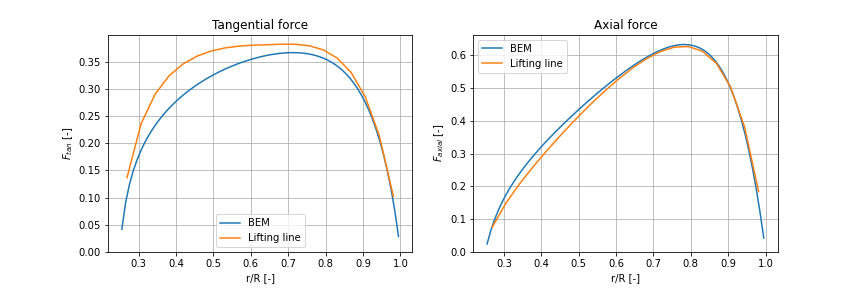 Tangential force
F_tan [-]
0.35
0.30
0.25
0.20
0.15
0.10
0.05
0.00
BEM
Lifting line
0.3 0.4 0.5 0.6 0.7 0.8 0.9 1.0
r/R [-]
Axial force
F_axial [-]
0.6
0.5
0.4
0.3
0.2
0.1
0.0
BEM
Lifting line
0.3 0.4 0.5 0.6 0.7 0.8 0.9 1.0
r/R [-]